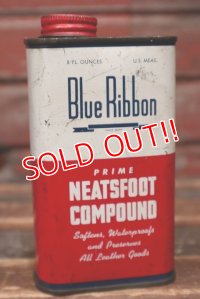 8 FL. OUNCES U.S. MEAS.
Blue Ribbon
SOLD OUT!!
PRIME
NEATSFOOT
COMPOUND
Softens, Waterproofs
and Preserves
All Leather Goods